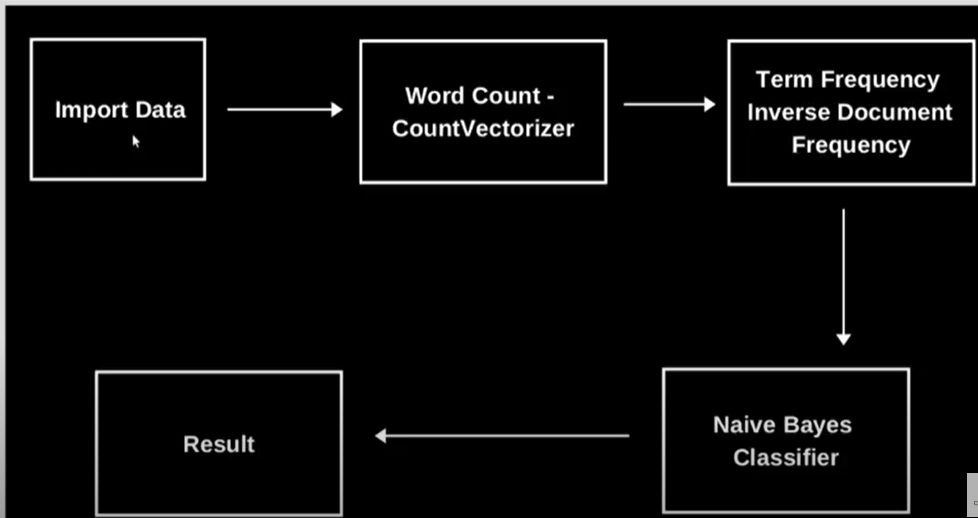 Import Data
Word Count -
CountVectorizer
Term Frequency
Inverse Document
Frequency
Naive Bayes
Classifier
Result